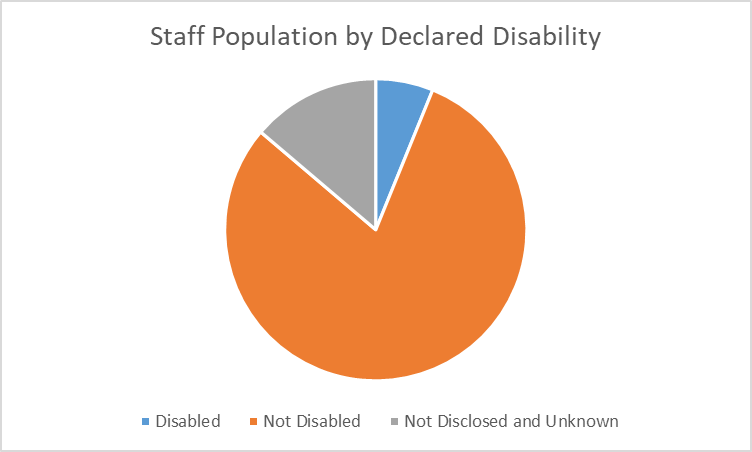 Staff Population by Declared Disability
Disabled Not Disabled Not Disclosed and Unknown